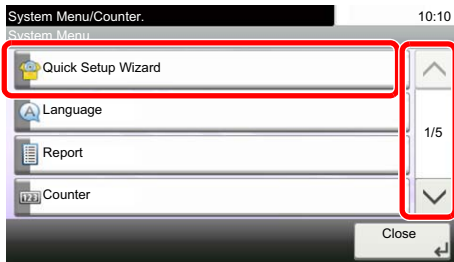 System Menu/Counter.
10:10
System Menu
Quick Setup Wizard
Language
1/5
Report
Counter
Close